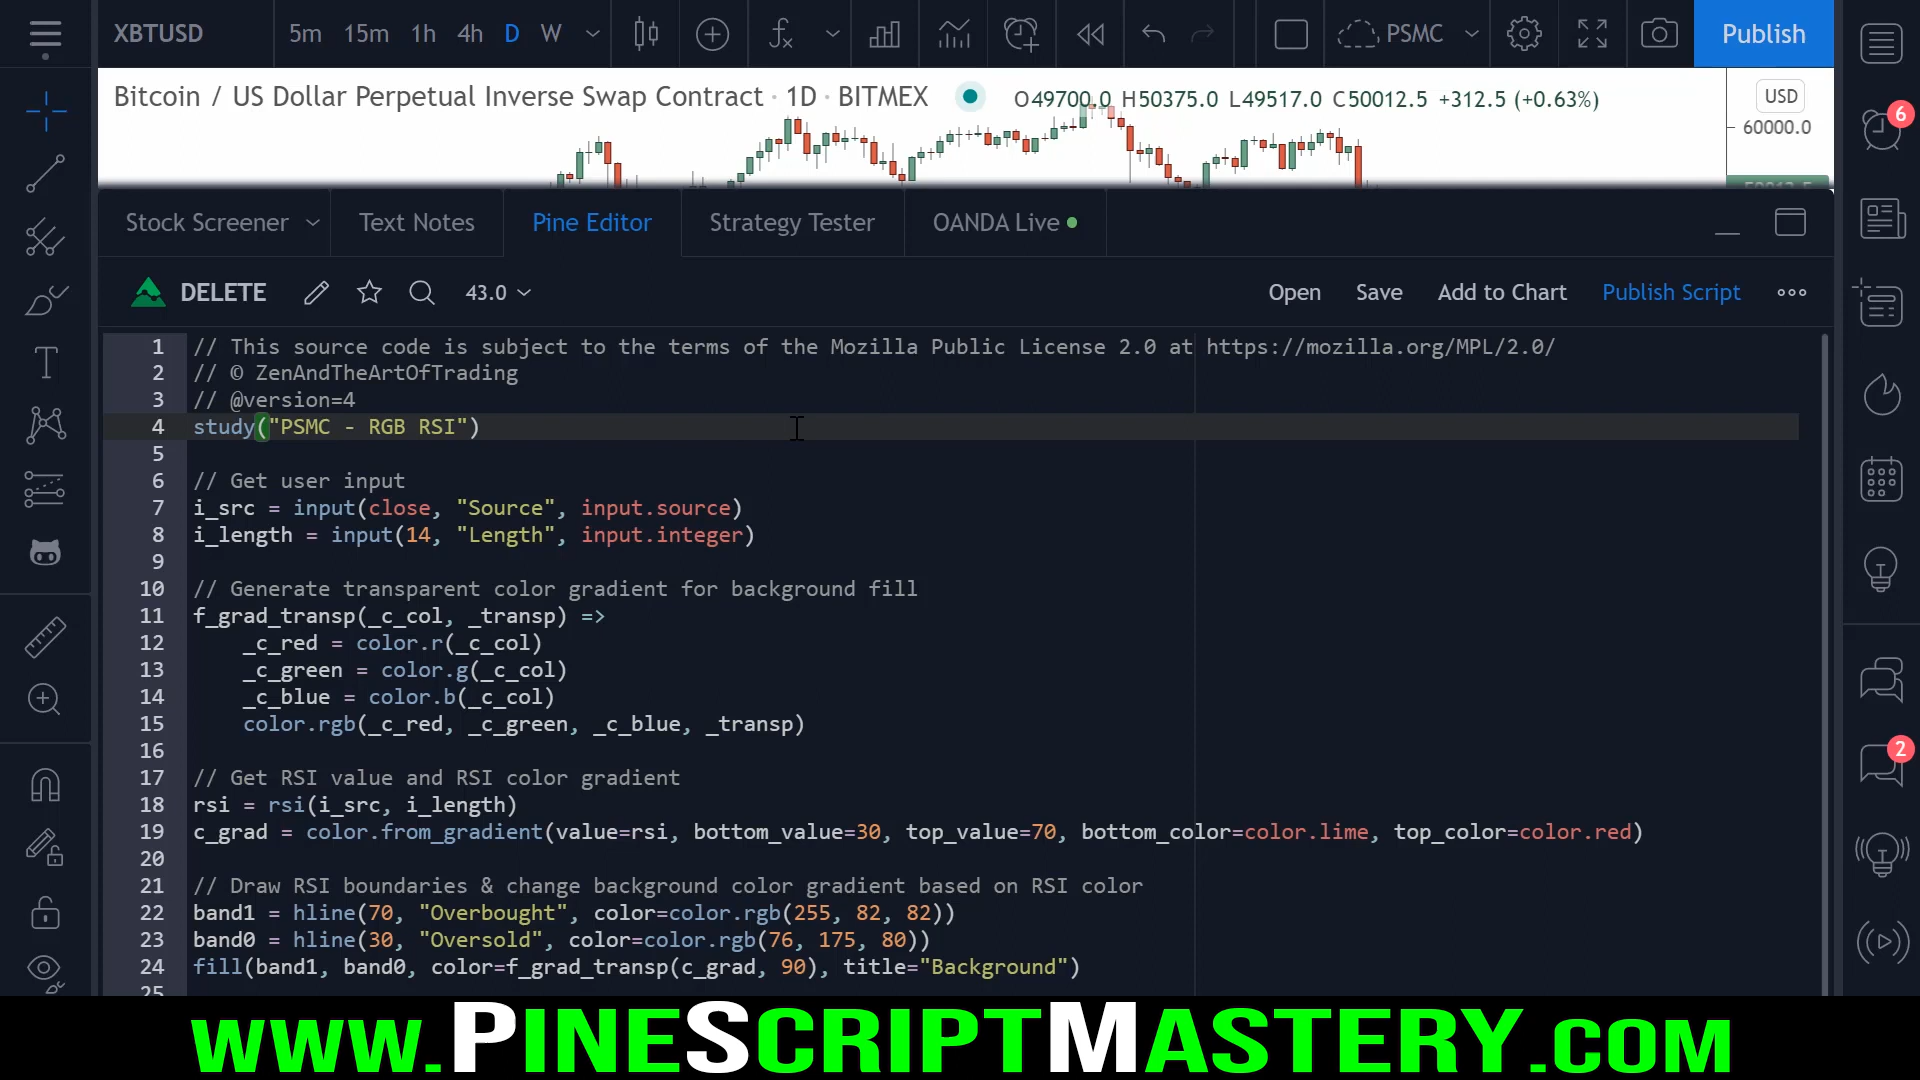 XBTUSD 5m 15m 1h 4h D W PSMC Publish
Bitcoin / US Dollar Perpetual Inverse Swap Contract · 1D · BITMEX O49700.0 H50375.0 L49517.0 C50012.5 +312.5 (+0.63%) USD
60000.0
6
Stock Screener Text Notes Pine Editor Strategy Tester OANDA Live
DELETE 43.0 Open Save Add to Chart Publish Script
1 // This source code is subject to the terms of the Mozilla Public License 2.0 at https://mozilla.org/MPL/2.0/
2 // © ZenAndTheArtOfTrading
3 // @version=4
4 study("PSMC - RGB RSI")
5
6 // Get user input
7 i_src = input(close, "Source", input.source)
8 i_length = input(14, "Length", input.integer)
9
10 // Generate transparent color gradient for background fill
11 f_grad_transp(_c_col, _transp) =>
12 _c_red = color.r(_c_col)
13 _c_green = color.g(_c_col)
14 _c_blue = color.b(_c_col)
15 color.rgb(_c_red, _c_green, _c_blue, _transp)
16
17 // Get RSI value and RSI color gradient
18 rsi = rsi(i_src, i_length)
19 c_grad = color.from_gradient(value=rsi, bottom_value=30, top_value=70, bottom_color=color.lime, top_color=color.red)
20
21 // Draw RSI boundaries & change background color gradient based on RSI color
22 band1 = hline(70, "Overbought", color=color.rgb(255, 82, 82))
23 band0 = hline(30, "Oversold", color=color.rgb(76, 175, 80))
24 fill(band1, band0, color=f_grad_transp(c_grad, 90), title="Background")
25
2
www.PineScriptMastery.com